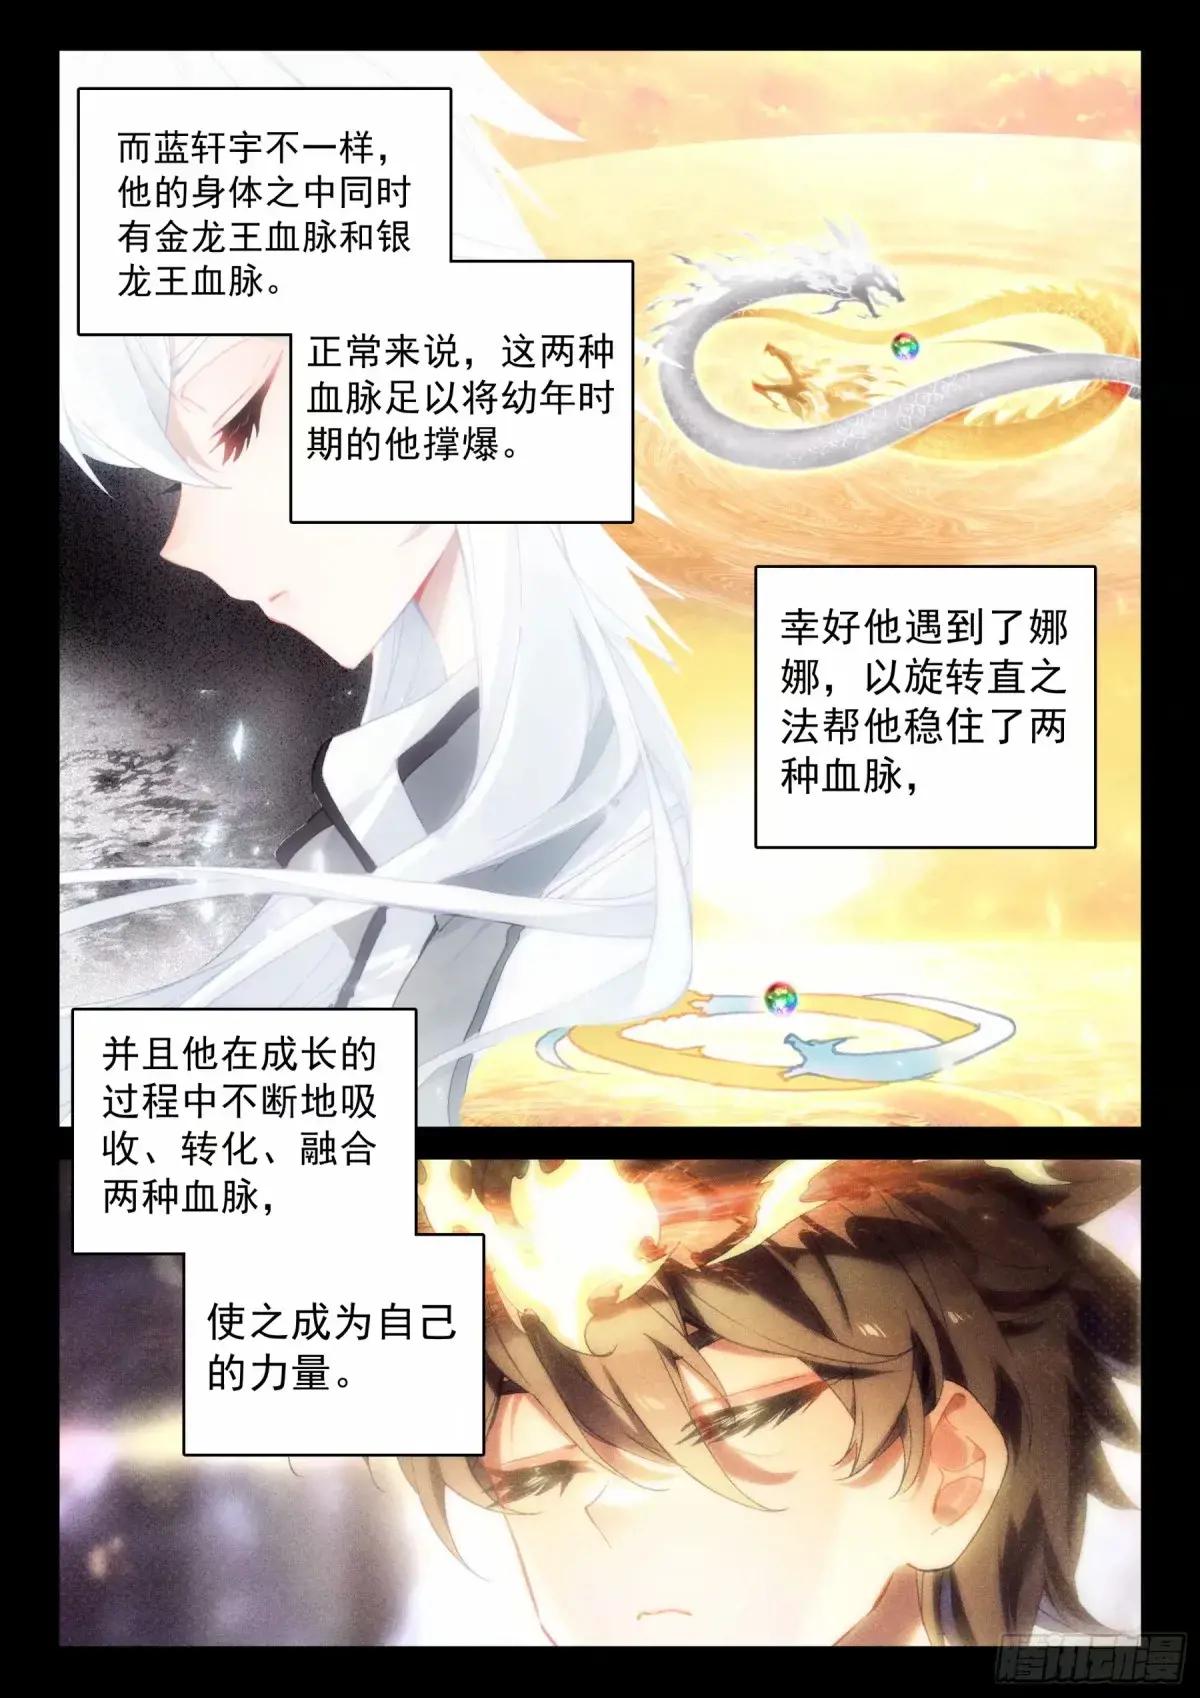 而蓝轩宇不一样，
他的身体之中同时
有金龙王血脉和银
龙王血脉。
正常来说，这两种
血脉足以将幼年时
期的他撑爆。
幸好他遇到了娜
娜，以旋转直之
法帮他稳住了两
种血脉，
并且他在成长的
过程中不断地吸
收、转化、融合
两种血脉，
使之成为自己
的力量。
腾讯动漫